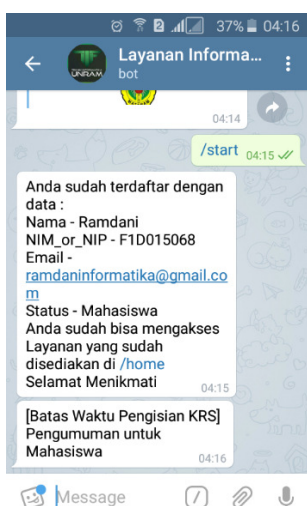 37% 04:16
Layanan Informa...
bot
UNRAM
04:14
/start 04:15
Anda sudah terdaftar dengan
data :
Nama - Ramdani
NIM_or_NIP - F1D015068
Email -
ramdaninformatika@gmail.co
m
Status - Mahasiswa
Anda sudah bisa mengakses
Layanan yang sudah
disediakan di /home
Selamat Menikmati
04:15
[Batas Waktu Pengisian KRS]
Pengumuman untuk
Mahasiswa
04:16
Message